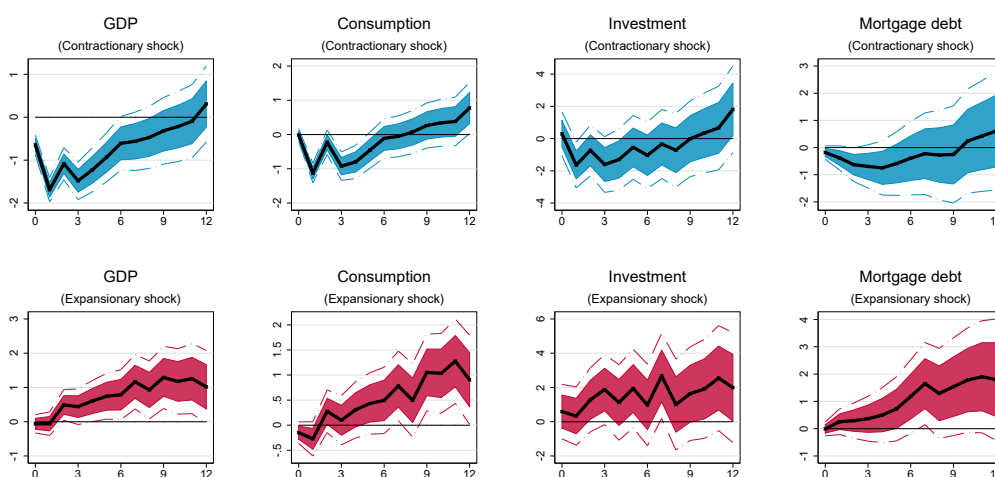 GDP Consumption Investment Mortgage debt
(Contractionary shock) (Contractionary shock) (Contractionary shock) (Contractionary shock)
1 2 4 3
0 1 2 2
-1 0 0 1
-2 -1 -2 0
-2 -4 -1
-2
0 3 6 9 12 0 3 6 9 12 0 3 6 9 12 0 3 6 9 12
GDP Consumption Investment Mortgage debt
(Expansionary shock) (Expansionary shock) (Expansionary shock) (Expansionary shock)
3 2 6 4
2 1.5 4 3
1 1 2 2
0 .5 0 1
-1 0 -2 0
-.5 -1
0 3 6 9 12 0 3 6 9 12 0 3 6 9 12 0 3 6 9